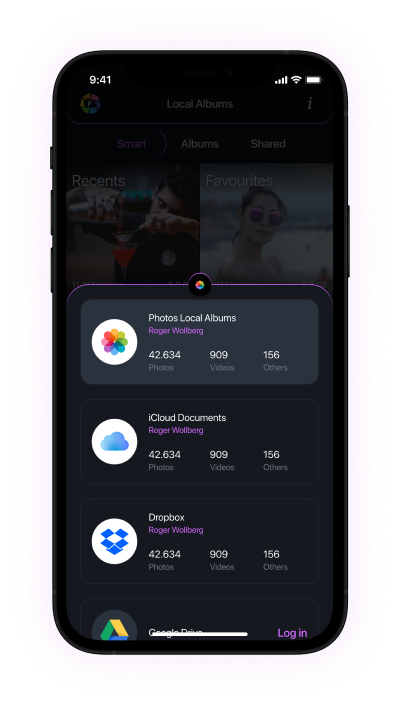 9:41
F
Local Albums
i
Smart Albums Shared
Recents Favourites
Photos Local Albums
Roger Wollberg
42.634 909 156
Photos Videos Others
iCloud Documents
Roger Wollberg
42.634 909 156
Photos Videos Others
Dropbox
Roger Wollberg
42.634 909 156
Photos Videos Others
Google Drive Log in